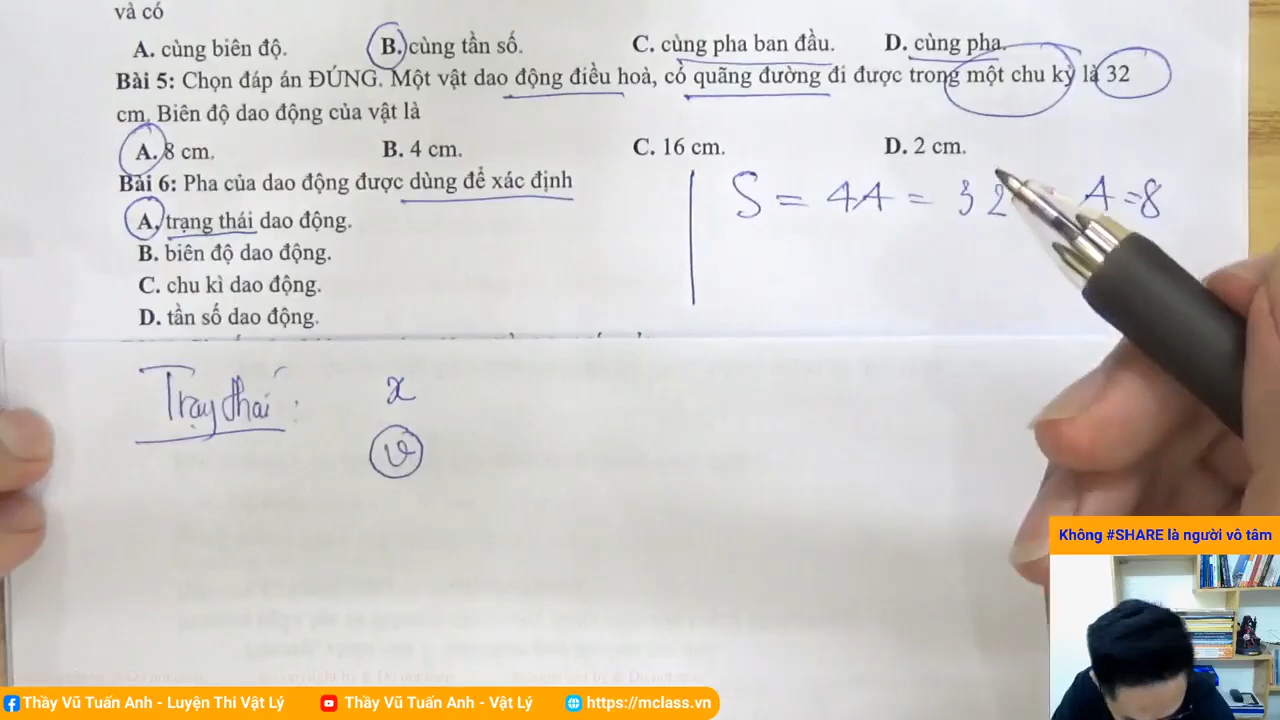 và có
A. cùng biên độ. B. cùng tần số. C. cùng pha ban đầu. D. cùng pha.
Bài 5: Chọn đáp án ĐÚNG. Một vật dao động điều hoà, có quãng đường đi được trong một chu kỳ là 32
cm. Biên độ dao động của vật là
A. 8 cm. B. 4 cm. C. 16 cm. D. 2 cm.
Bài 6: Pha của dao động được dùng để xác định
A. trạng thái dao động.
B. biên độ dao động.
C. chu kì dao động.
D. tần số dao động.
S = 4A = 32 A = 8
Trạng thái : x
v
Không #SHARE là người vô tâm
Thầy Vũ Tuấn Anh - Luyện Thi Vật Lý Thầy Vũ Tuấn Anh - Vật Lý https://mclass.vn